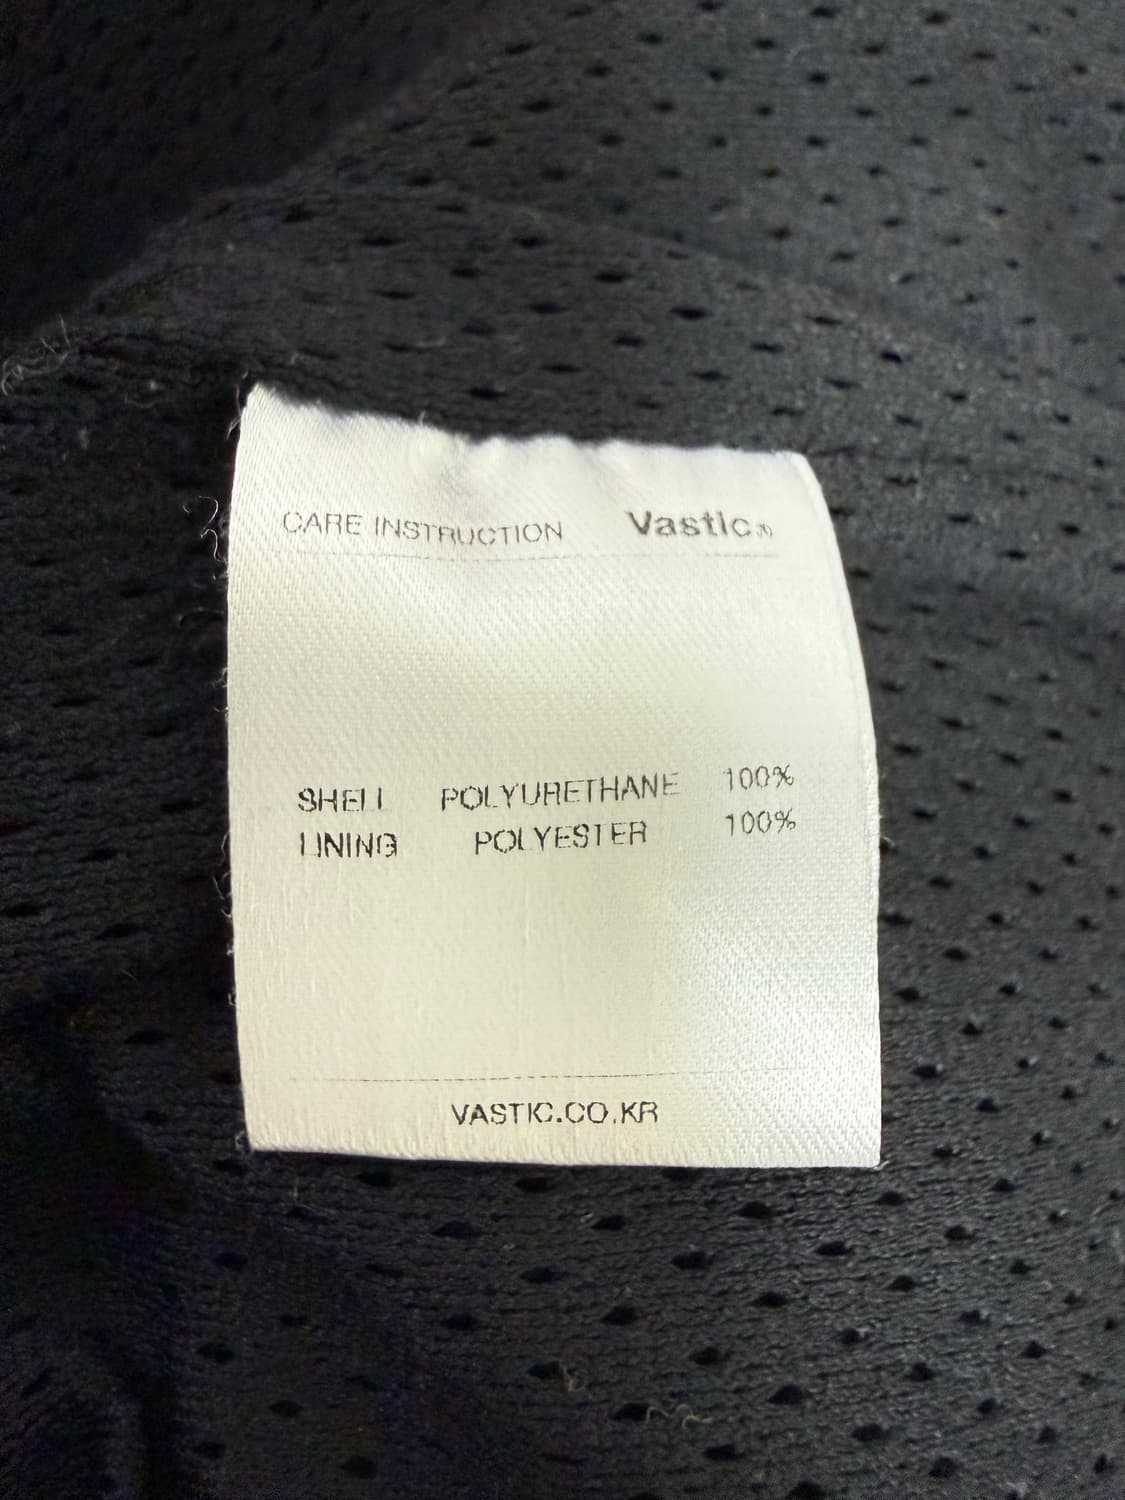 CARE INSTRUCTION Vastic®
SHELL POLYURETHANE 100%
LINING POLYESTER 100%
VASTIC.CO.KR